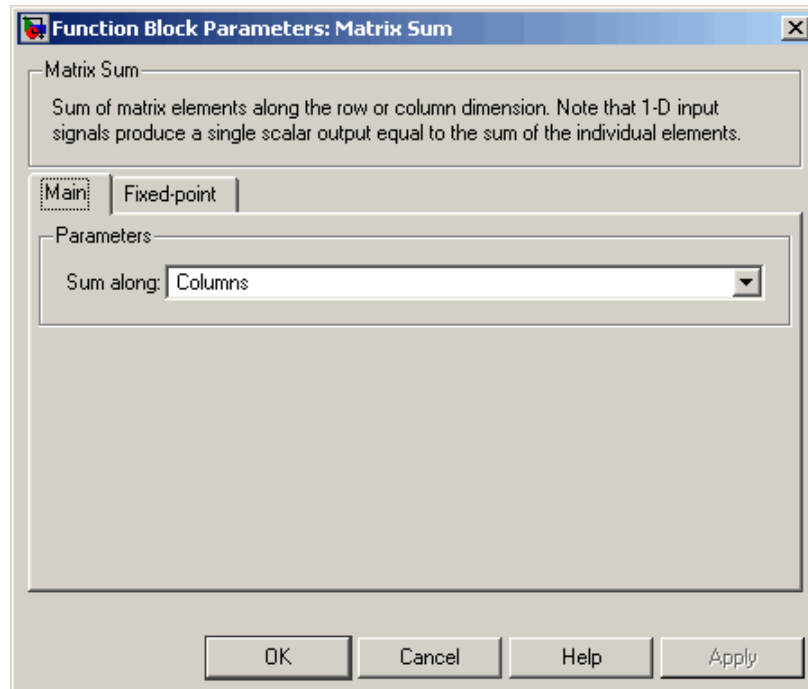 Function Block Parameters: Matrix Sum
Matrix Sum
Sum of matrix elements along the row or column dimension. Note that 1-D input
signals produce a single scalar output equal to the sum of the individual elements.
Main Fixed-point
Parameters
Sum along: Columns
OK Cancel Help Apply